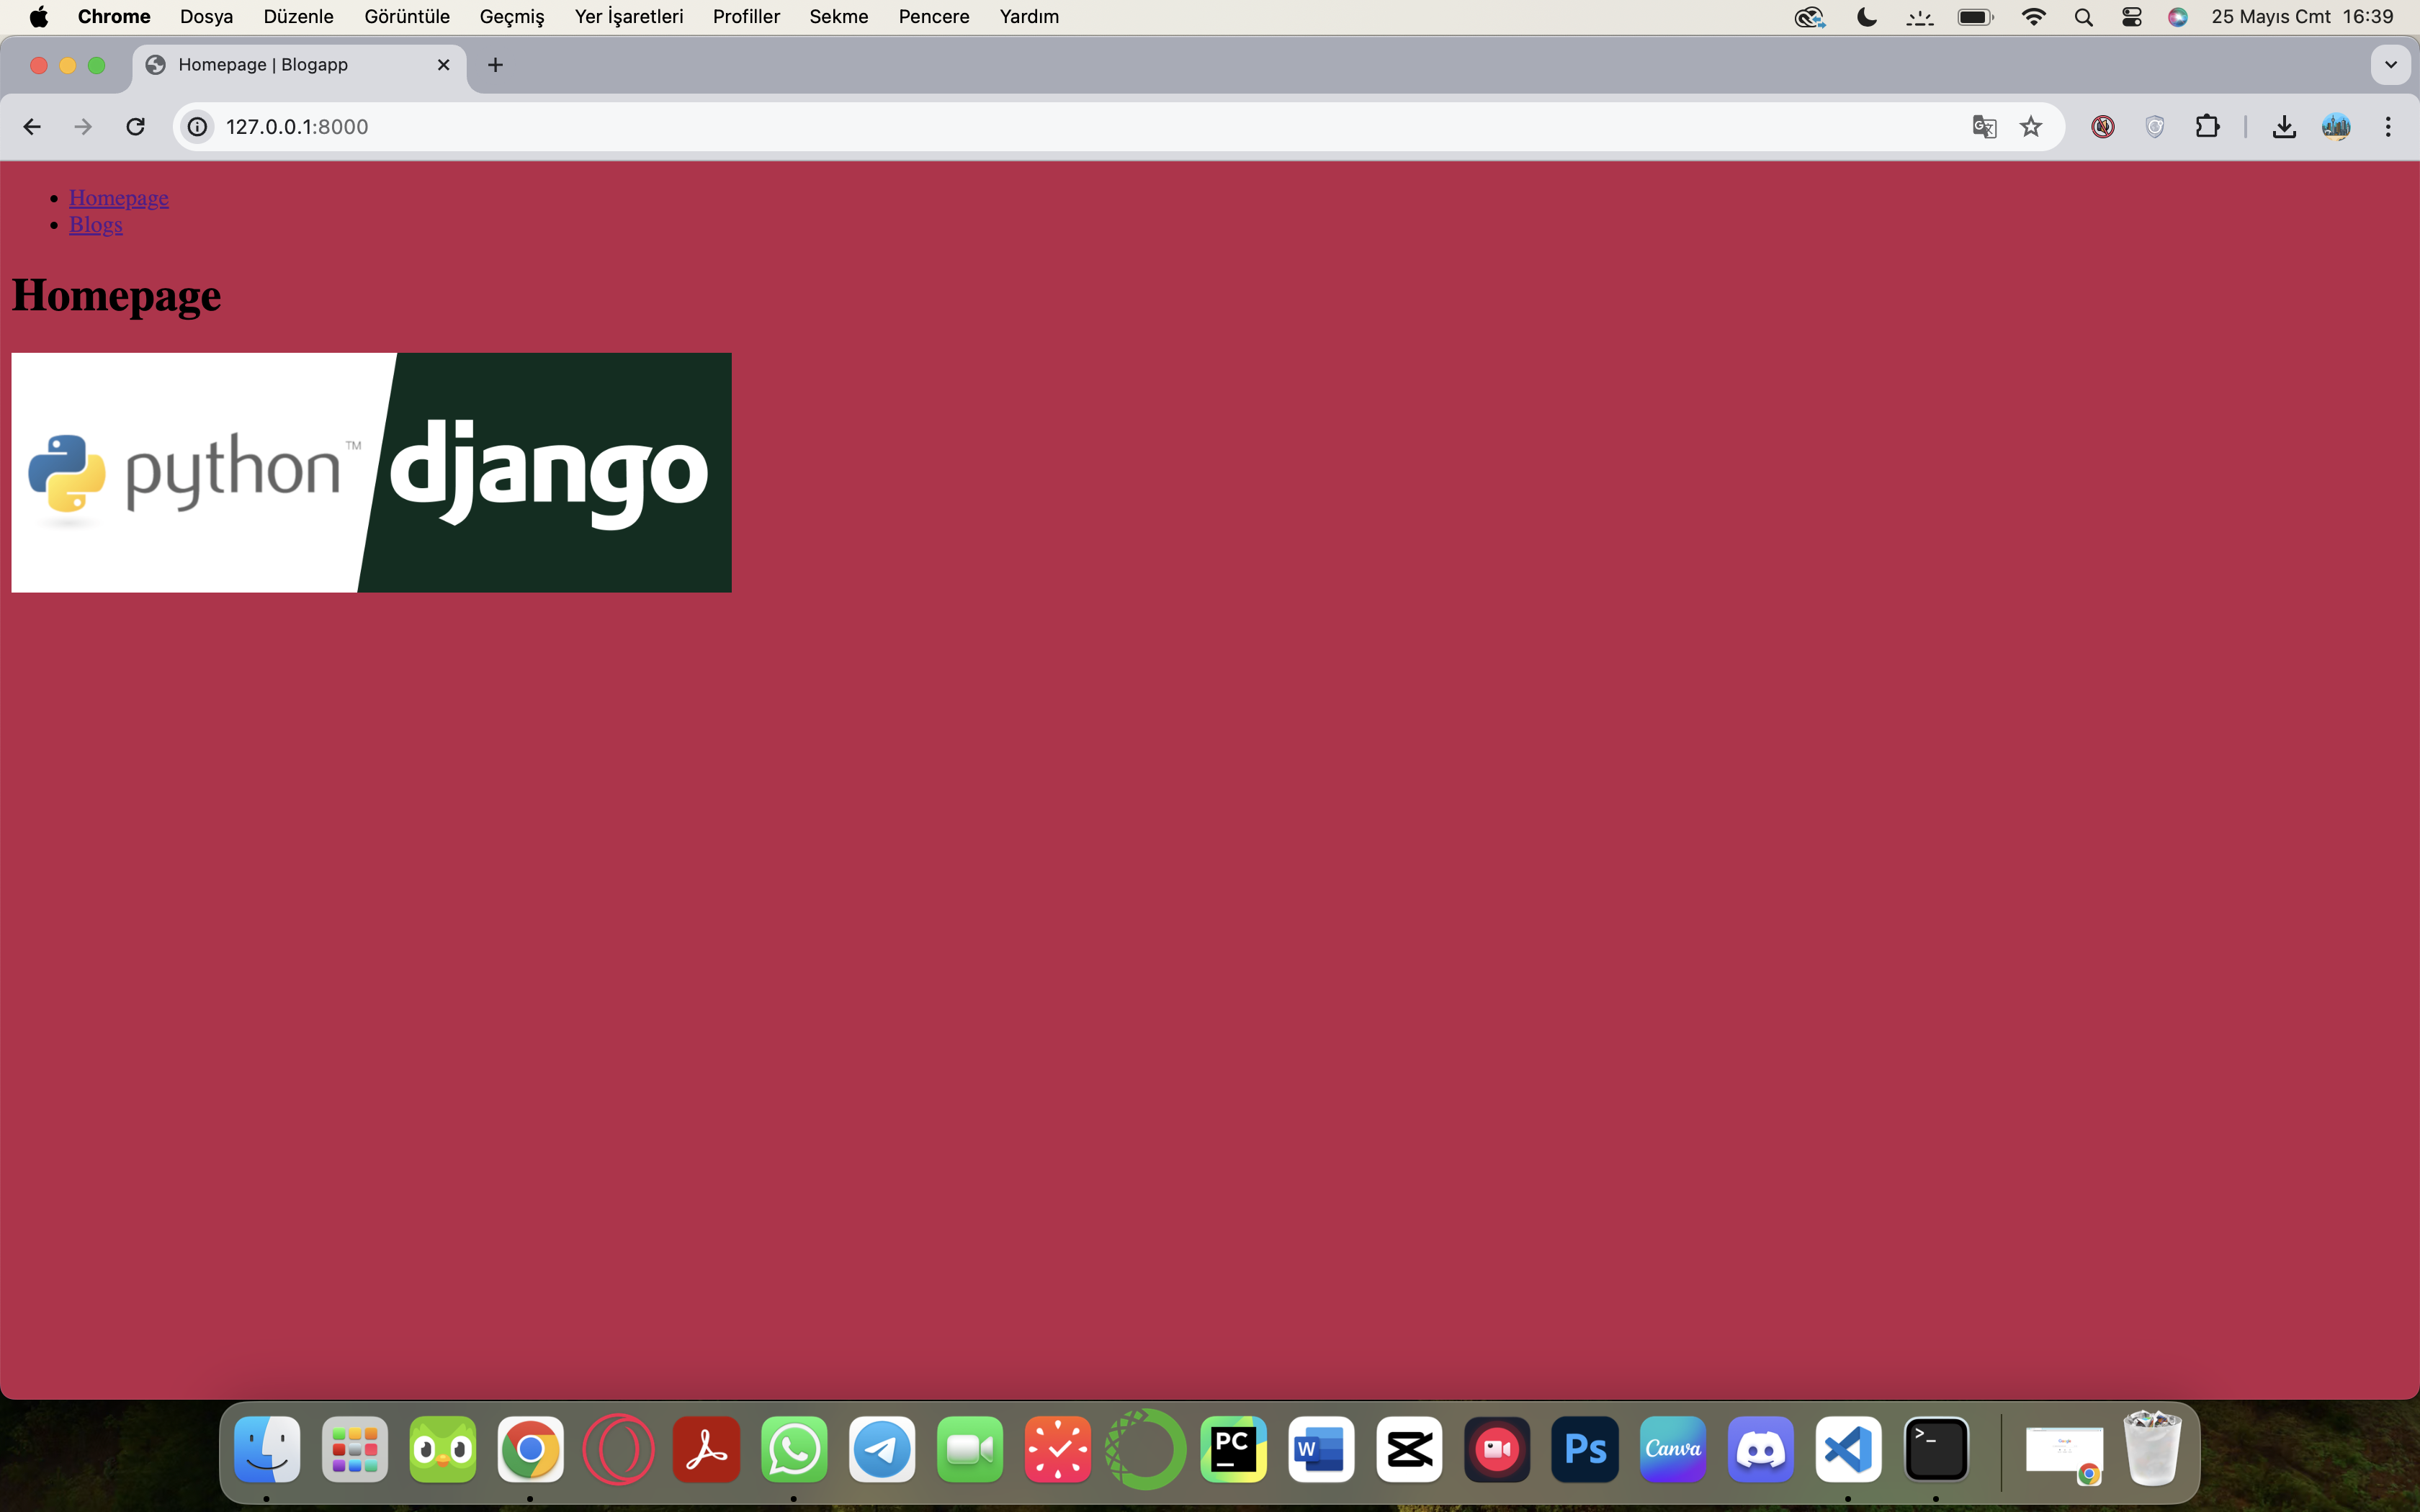 Chrome Dosya Düzenle Görüntüle Geçmiş Yer İşaretleri Profiller Sekme Pencere Yardım 25 Mayıs Cmt 16:39
Homepage | Blogapp
127.0.0.1:8000
Homepage
Blogs
Homepage
python™ django
PC W Ps Canva >_